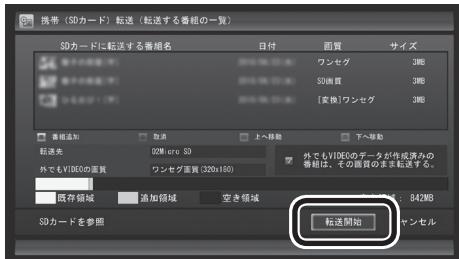 携帯（SDカード）転送（転送する番組の一覧）
SDカードに転送する番組名 日付 画質 サイズ
ワンセグ 3MB
SD画質 3MB
[変換]ワンセグ 3MB
番組追加 取消 上へ移動 下へ移動
転送先 02Micro SD
外でもVIDEOの画質 ワンセグ画質(320x180)
外でもVIDEOのデータが作成済みの
番組は、その画質のまま転送する。
既存領域 追加領域 空き領域 : 842MB
SDカードを参照 転送開始 ャンセル